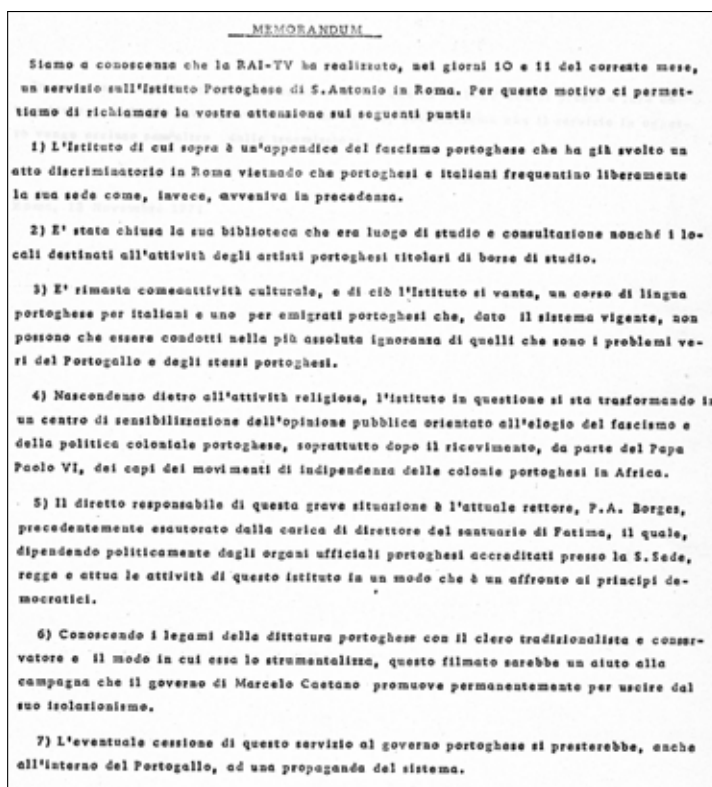 MEMORANDUM
Siamo a conoscenza che la RAI-TV ha realizzato, nei giorni 10 e 11 del corrente mese,
un servizio sull'Istituto Portoghese di S.Antonio in Roma. Per questo motivo ci permet-
tiamo di richiamare la vostra attenzione sui seguenti punti:
1) L'Istituto di cui sopra è un'appendice del fascismo portoghese che ha già svolto un
atto discriminatorio in Roma vietnado che portoghesi e italiani frequentino liberamente
la sua sede come, invece, avveniva in precedenza.
2) E' stata chiusa la sua biblioteca che era luogo di studio e consultazione nonché i lo-
cali destinati all'attività degli artisti portoghesi titolari di borse di studio.
3) E' rimasta comeattività culturale, e di ciò l'Istituto si vanta, un corso di lingua
portoghese per italiani e uno per emigrati portoghesi che, dato il sistema vigente, non
possono che essere condotti nella più assoluta ignoranza di quelli che sono i problemi ve-
ri del Portogallo e degli stessi portoghesi.
4) Nascondenso dietro all'attività religiosa, l'istituto in questione si sta trasformando in
un centro di sensibilizzazione dell'opinione pubblica orientato all'elogio del fascismo e
della politica coloniale portoghese, soprattutto dopo il ricevimento, da parte del Papa
Paolo VI, dei capi dei movimenti di indipendenza delle colonie portoghesi in Africa.
5) Il diretto responsabile di questa grave situazione è l'attuale rettore, P.A. Borges,
precedentemente esautorato dalla carica di direttore del santuario di Fatima, il quale,
dipendendo politicamente dagli organi ufficiali portoghesi accreditati presso la S.Sede,
regge e attua le attività di questo istituto in un modo che è un affronto ai principi de-
mocratici.
6) Conoscendo i legami della dittatura portoghese con il clero tradizionalista e conser-
vatore e il modo in cui essa lo strumentalizza, questo filmato sarebbe un aiuto alla
campagna che il governo di Marcelo Caetano promuove permanentemente per uscire dal
suo isolazionismo.
7) L'eventuale cessione di questo servizio al governo portoghese si presterebbe, anche
all'interno del Portogallo, ad una propaganda del sistema.